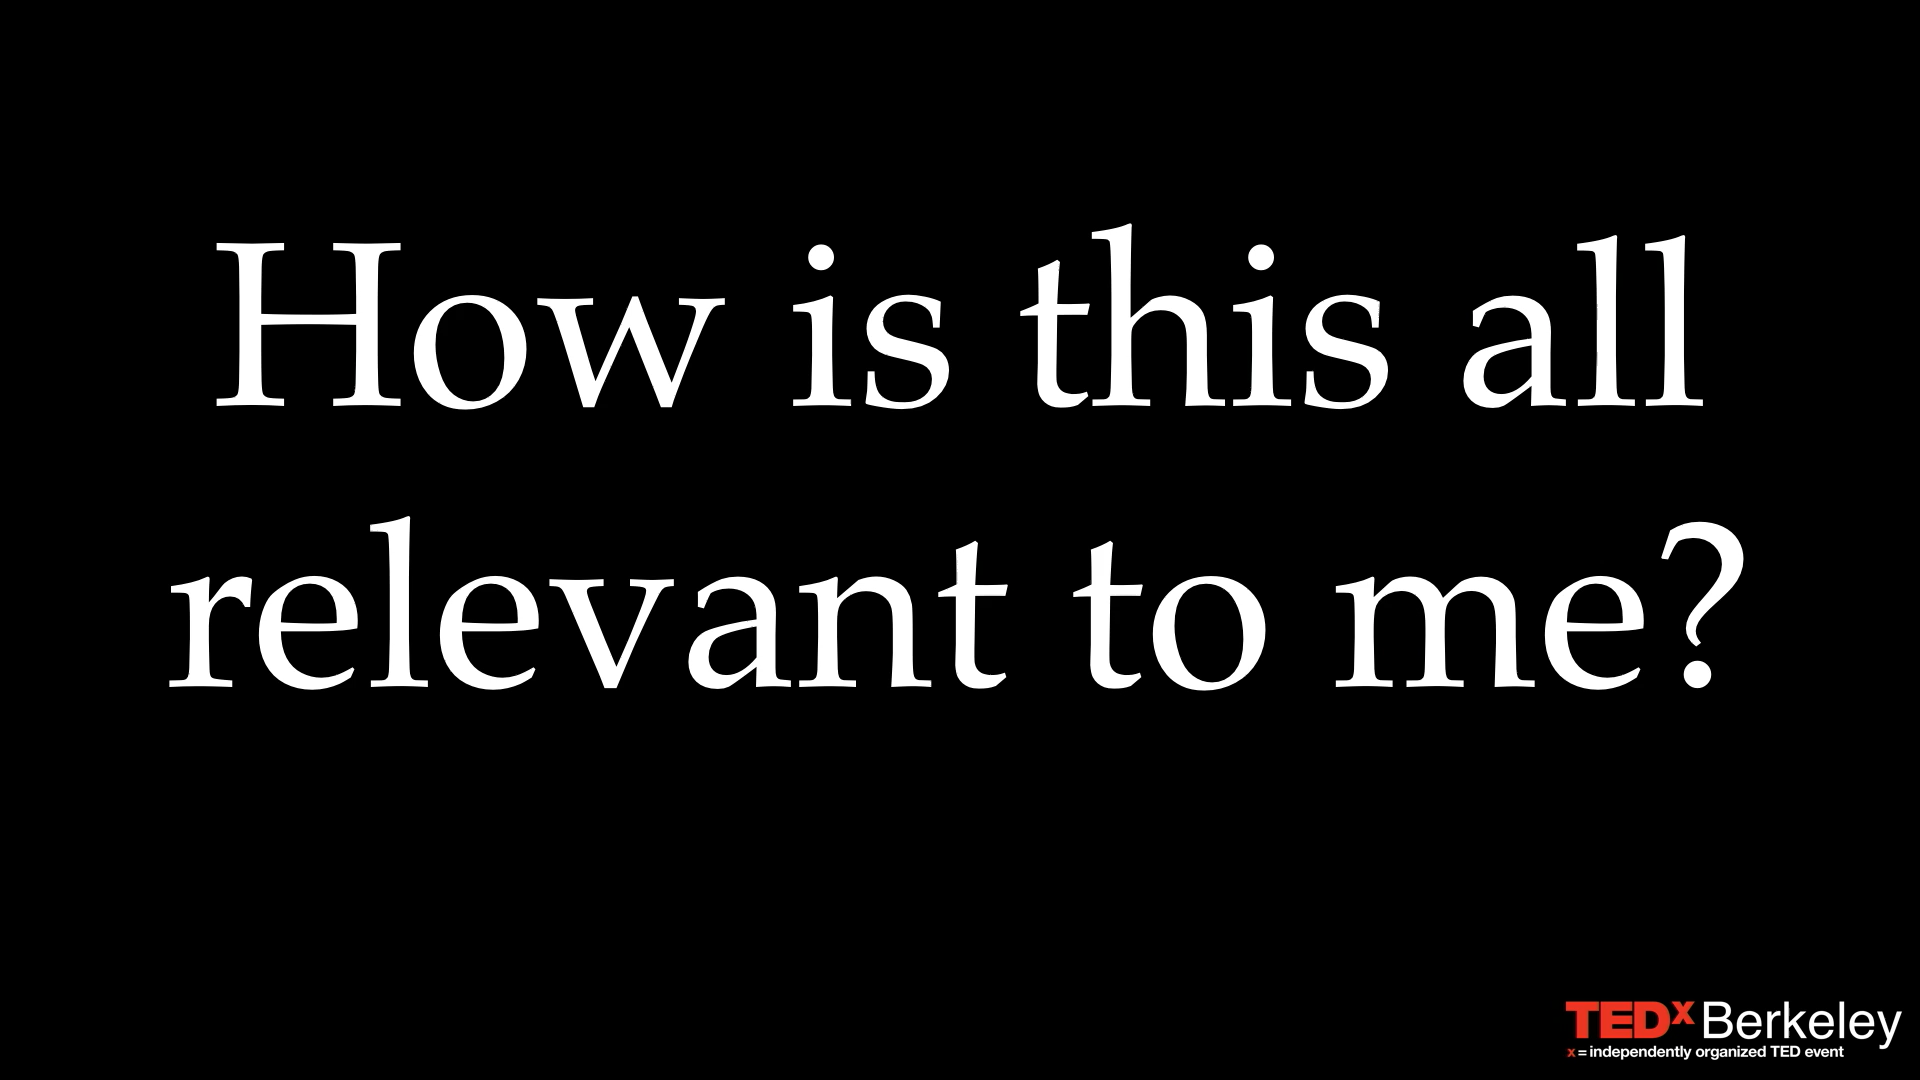 How is this all
relevant to me?
TEDx Berkeley
x = independently organized TED event